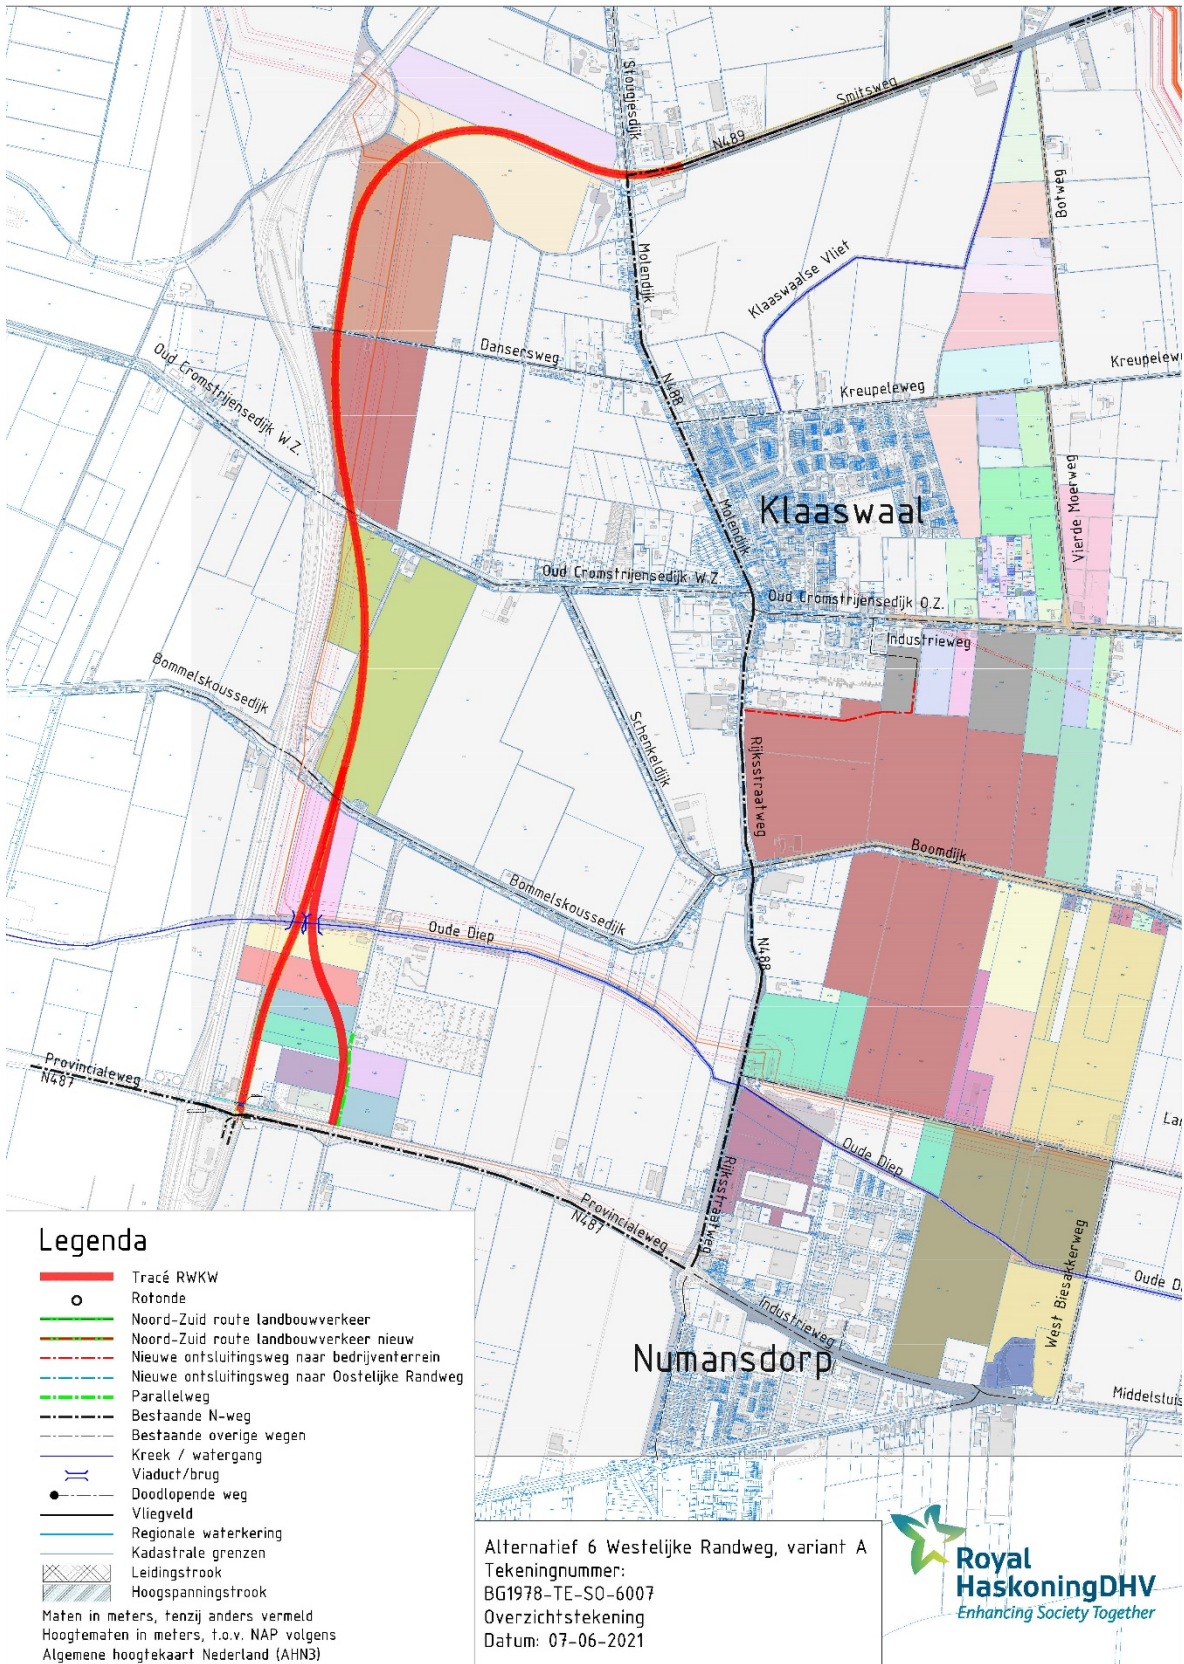 Stougjesdijk
Smitsweg
N489
Botweg
Molendijk
Klaaswaalse Vliet
Dansersweg
Oud Cromstrijensedijk W.Z.
N488
Kreupeleweg
Kreupelewe
Klaaswaal
Molendijk
Vierde Moerweg
Oud Cromstrijensedijk W.Z.
Oud Cromstrijensedijk O.Z.
Industrieweg
Bommelskoussedijk
Schenkeldijk
Rijksstraatweg
Boomdijk
Bommelskoussedijk
Oude Diep
N488
Provincialeweg
N487
Lan
Oude Diep
Rijksstraatweg
Provincialeweg
N487
West Biesakkerweg
Oude D
Industrieweg
Numansdorp
Middelsluis
Legenda
Tracé RWKW
Rotonde
Noord-Zuid route landbouwverkeer
Noord-Zuid route landbouwverkeer nieuw
Nieuwe ontsluitingsweg naar bedrijventerrein
Nieuwe ontsluitingsweg naar Oostelijke Randweg
Parallelweg
Bestaande N-weg
Bestaande overige wegen
Kreek / watergang
Viaduct/brug
Doodlopende weg
Vliegveld
Regionale waterkering
Kadastrale grenzen
Leidingstrook
Hoogspanningstrook
Maten in meters, tenzij anders vermeld
Hoogtematen in meters, t.o.v. NAP volgens
Algemene hoogtekaart Nederland (AHN3)
Alternatief 6 Westelijke Randweg, variant A
Tekeningnummer:
BG1978-TE-SO-6007
Overzichtstekening
Datum: 07-06-2021
Royal
HaskoningDHV
Enhancing Society Together